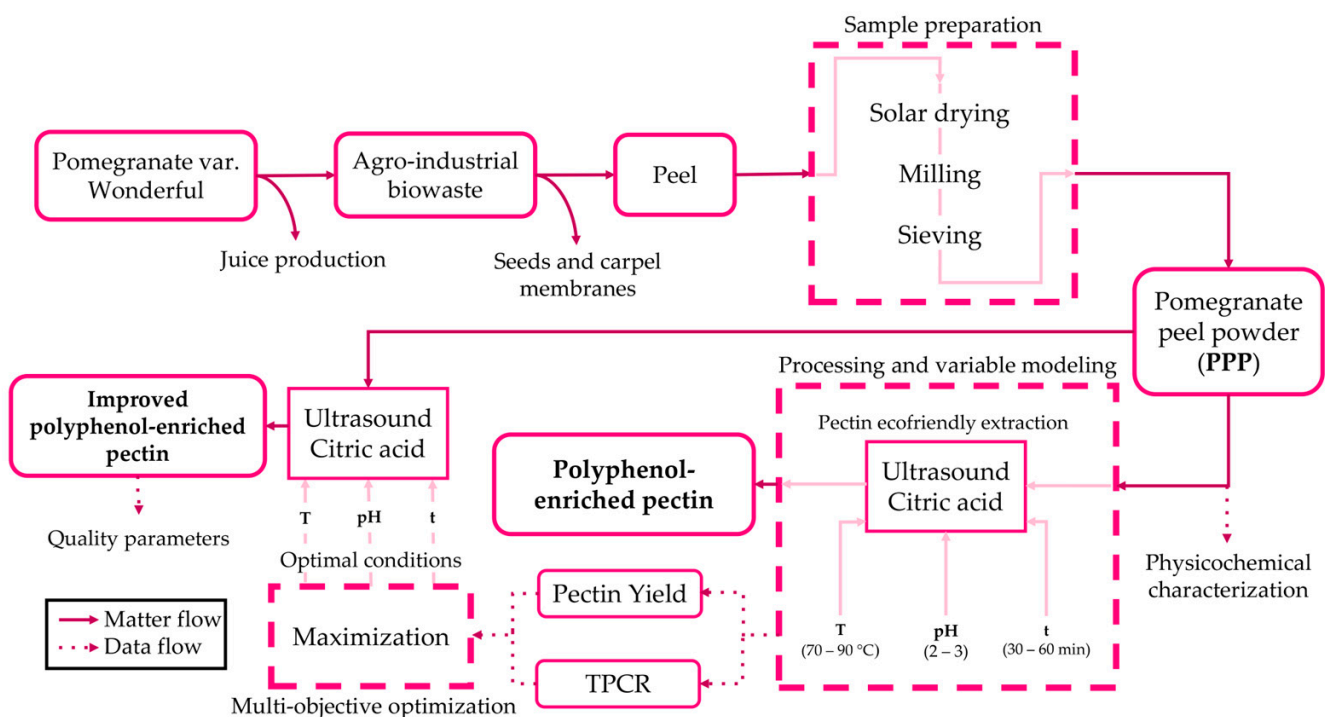 Sample preparation
Pomegranate var.
Wonderful
Agro-industrial
biowaste
Peel
Solar drying
Milling
Sieving
Juice production
Seeds and carpel
membranes
Pomegranate
peel powder
(PPP)
Processing and variable modeling
Pectin ecofriendly extraction
Ultrasound
Citric acid
T
(70 – 90 °C)
pH
(2 – 3)
t
(30 – 60 min)
Physicochemical
characterization
Polyphenol-
enriched pectin
Pectin Yield
TPCR
Maximization
Multi-objective optimization
Optimal conditions
T
pH
t
Ultrasound
Citric acid
Improved
polyphenol-enriched
pectin
Quality parameters
Matter flow
Data flow